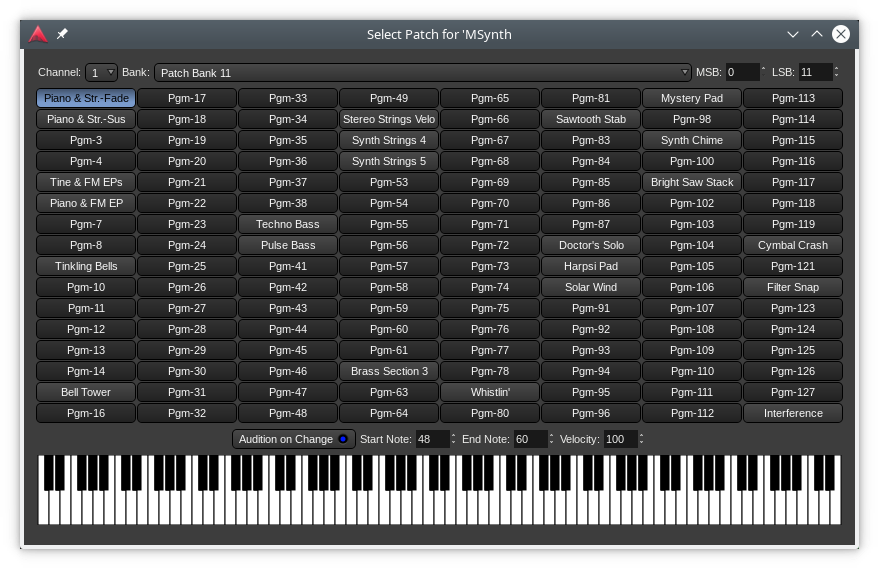 Select Patch for 'MSynth
Channel: 1 Bank: Patch Bank 11 MSB: 0 LSB: 11
Piano & Str.-Fade Pgm-17 Pgm-33 Pgm-49 Pgm-65 Pgm-81 Mystery Pad Pgm-113
Piano & Str.-Sus Pgm-18 Pgm-34 Stereo Strings Velo Pgm-66 Sawtooth Stab Pgm-98 Pgm-114
Pgm-3 Pgm-19 Pgm-35 Synth Strings 4 Pgm-67 Pgm-83 Synth Chime Pgm-115
Pgm-4 Pgm-20 Pgm-36 Synth Strings 5 Pgm-68 Pgm-84 Pgm-100 Pgm-116
Tine & FM EPs Pgm-21 Pgm-37 Pgm-53 Pgm-69 Pgm-85 Bright Saw Stack Pgm-117
Piano & FM EP Pgm-22 Pgm-38 Pgm-54 Pgm-70 Pgm-86 Pgm-102 Pgm-118
Pgm-7 Pgm-23 Techno Bass Pgm-55 Pgm-71 Pgm-87 Pgm-103 Pgm-119
Pgm-8 Pgm-24 Pulse Bass Pgm-56 Pgm-72 Doctor's Solo Pgm-104 Cymbal Crash
Tinkling Bells Pgm-25 Pgm-41 Pgm-57 Pgm-73 Harpsi Pad Pgm-105 Pgm-121
Pgm-10 Pgm-26 Pgm-42 Pgm-58 Pgm-74 Solar Wind Pgm-106 Filter Snap
Pgm-11 Pgm-27 Pgm-43 Pgm-59 Pgm-75 Pgm-91 Pgm-107 Pgm-123
Pgm-12 Pgm-28 Pgm-44 Pgm-60 Pgm-76 Pgm-92 Pgm-108 Pgm-124
Pgm-13 Pgm-29 Pgm-45 Pgm-61 Pgm-77 Pgm-93 Pgm-109 Pgm-125
Pgm-14 Pgm-30 Pgm-46 Brass Section 3 Pgm-78 Pgm-94 Pgm-110 Pgm-126
Bell Tower Pgm-31 Pgm-47 Pgm-63 Whistlin' Pgm-95 Pgm-111 Pgm-127
Pgm-16 Pgm-32 Pgm-48 Pgm-64 Pgm-80 Pgm-96 Pgm-112 Interference
Audition on Change Start Note: 48 End Note: 60 Velocity: 100